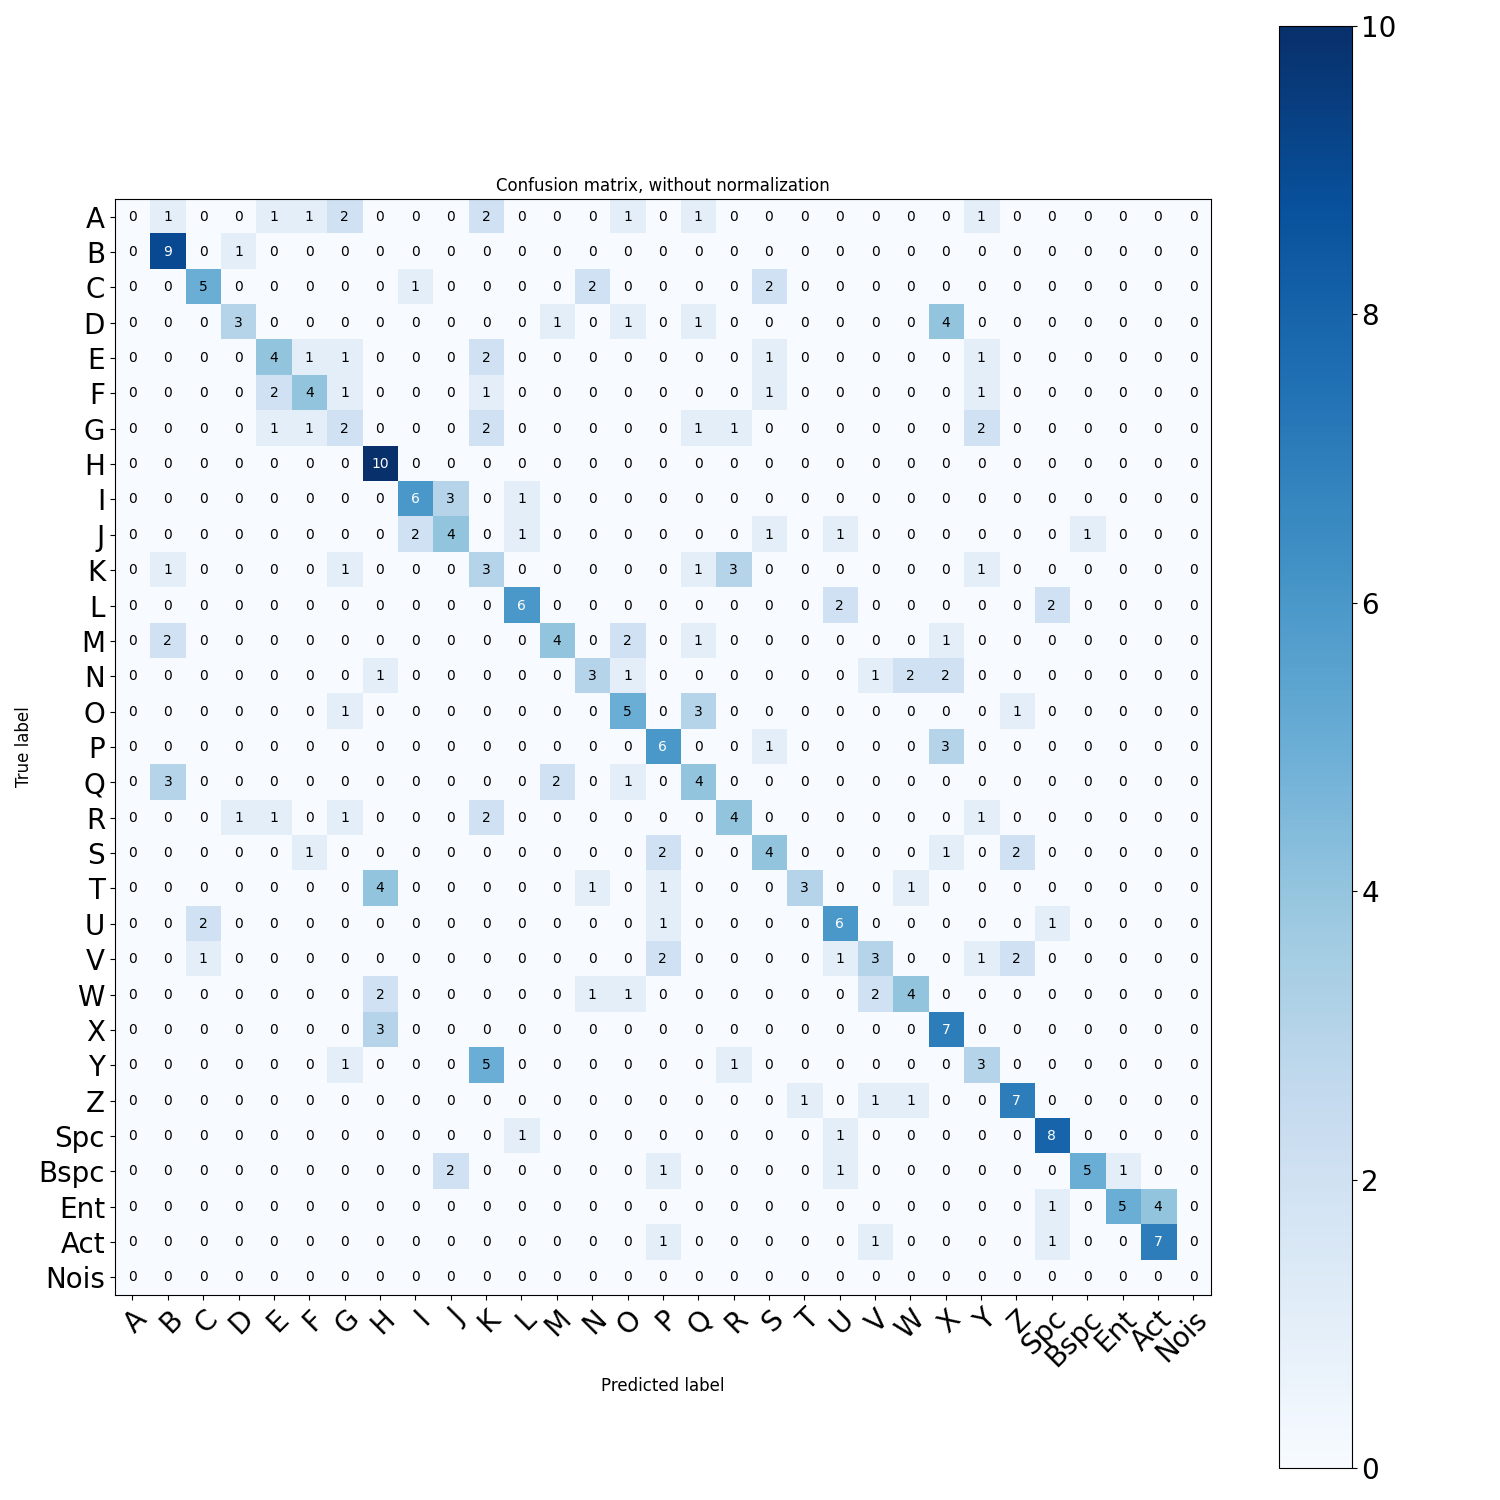 Confusion matrix, without normalization
A 0 1 0 0 1 1 2 0 0 0 2 0 0 0 1 0 1 0 0 0 0 0 0 0 1 0 0 0 0 0 0
B 0 9 0 1 0 0 0 0 0 0 0 0 0 0 0 0 0 0 0 0 0 0 0 0 0 0 0 0 0 0 0
C 0 0 5 0 0 0 0 0 1 0 0 0 0 2 0 0 0 0 2 0 0 0 0 0 0 0 0 0 0 0 0
D 0 0 0 3 0 0 0 0 0 0 0 0 1 0 1 0 1 0 0 0 0 0 0 4 0 0 0 0 0 0 0
E 0 0 0 0 4 1 1 0 0 0 2 0 0 0 0 0 0 0 1 0 0 0 0 0 1 0 0 0 0 0 0
F 0 0 0 0 2 4 1 0 0 0 1 0 0 0 0 0 0 0 1 0 0 0 0 0 1 0 0 0 0 0 0
G 0 0 0 0 1 1 2 0 0 0 2 0 0 0 0 0 1 1 0 0 0 0 0 0 2 0 0 0 0 0 0
H 0 0 0 0 0 0 0 10 0 0 0 0 0 0 0 0 0 0 0 0 0 0 0 0 0 0 0 0 0 0 0
I 0 0 0 0 0 0 0 0 6 3 0 1 0 0 0 0 0 0 0 0 0 0 0 0 0 0 0 0 0 0 0
J 0 0 0 0 0 0 0 0 2 4 0 1 0 0 0 0 0 0 1 0 1 0 0 0 0 0 0 1 0 0 0
K 0 1 0 0 0 0 1 0 0 0 3 0 0 0 0 0 1 3 0 0 0 0 0 0 1 0 0 0 0 0 0
L 0 0 0 0 0 0 0 0 0 0 0 6 0 0 0 0 0 0 0 0 2 0 0 0 0 0 2 0 0 0 0
M 0 2 0 0 0 0 0 0 0 0 0 0 4 0 2 0 1 0 0 0 0 0 0 1 0 0 0 0 0 0 0
N 0 0 0 0 0 0 0 1 0 0 0 0 0 3 1 0 0 0 0 0 0 1 2 2 0 0 0 0 0 0 0
O 0 0 0 0 0 0 1 0 0 0 0 0 0 0 5 0 3 0 0 0 0 0 0 0 0 1 0 0 0 0 0
P 0 0 0 0 0 0 0 0 0 0 0 0 0 0 0 6 0 0 1 0 0 0 0 3 0 0 0 0 0 0 0
Q 0 3 0 0 0 0 0 0 0 0 0 0 2 0 1 0 4 0 0 0 0 0 0 0 0 0 0 0 0 0 0
R 0 0 0 1 1 0 1 0 0 0 2 0 0 0 0 0 0 4 0 0 0 0 0 0 1 0 0 0 0 0 0
S 0 0 0 0 0 1 0 0 0 0 0 0 0 0 0 2 0 0 4 0 0 0 0 1 0 2 0 0 0 0 0
T 0 0 0 0 0 0 0 4 0 0 0 0 0 1 0 1 0 0 0 3 0 0 1 0 0 0 0 0 0 0 0
U 0 0 2 0 0 0 0 0 0 0 0 0 0 0 0 1 0 0 0 0 6 0 0 0 0 0 1 0 0 0 0
V 0 0 1 0 0 0 0 0 0 0 0 0 0 0 0 2 0 0 0 0 1 3 0 0 1 2 0 0 0 0 0
W 0 0 0 0 0 0 0 2 0 0 0 0 0 1 1 0 0 0 0 0 0 2 4 0 0 0 0 0 0 0 0
X 0 0 0 0 0 0 0 3 0 0 0 0 0 0 0 0 0 0 0 0 0 0 0 7 0 0 0 0 0 0 0
Y 0 0 0 0 0 0 1 0 0 0 5 0 0 0 0 0 0 1 0 0 0 0 0 0 3 0 0 0 0 0 0
Z 0 0 0 0 0 0 0 0 0 0 0 0 0 0 0 0 0 0 0 1 0 1 1 0 0 7 0 0 0 0 0
Spc 0 0 0 0 0 0 0 0 0 0 0 1 0 0 0 0 0 0 0 0 1 0 0 0 0 0 8 0 0 0 0
Bspc 0 0 0 0 0 0 0 0 0 2 0 0 0 0 0 1 0 0 0 0 1 0 0 0 0 0 0 5 1 0 0
Ent 0 0 0 0 0 0 0 0 0 0 0 0 0 0 0 0 0 0 0 0 0 0 0 0 0 0 1 0 5 4 0
Act 0 0 0 0 0 0 0 0 0 0 0 0 0 0 0 1 0 0 0 0 0 1 0 0 0 0 1 0 0 7 0
Nois 0 0 0 0 0 0 0 0 0 0 0 0 0 0 0 0 0 0 0 0 0 0 0 0 0 0 0 0 0 0 0
A B C D E F G H I J K L M N O P Q R S T U V W X Y Z Spc Bspc Ent Act Nois
Predicted label
True label
10
8
6
4
2
0